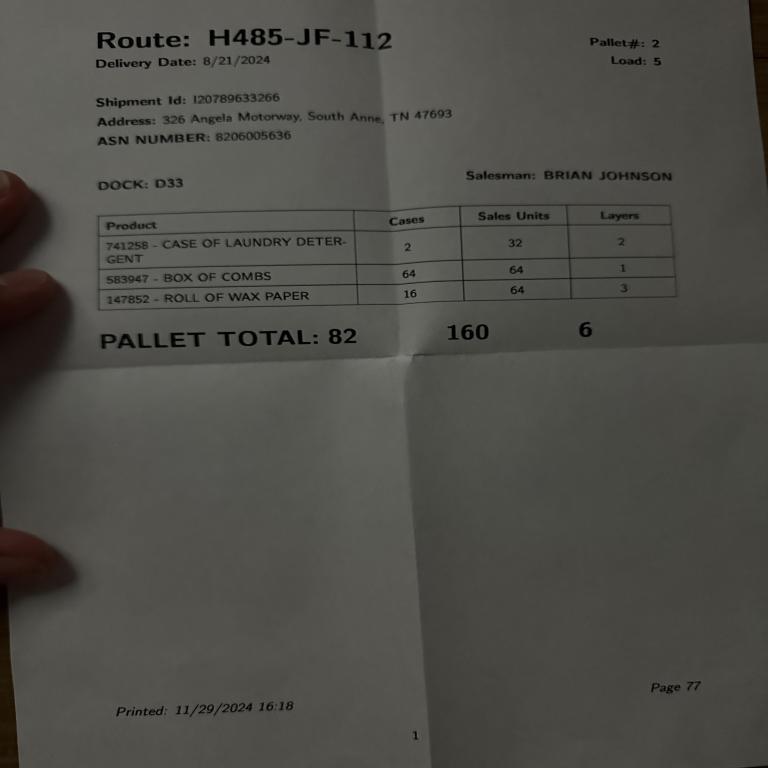 Route: H485-JF-112
Pallet#: 2
Delivery Date: 8/21/2024
Load: 5
Shipment Id: I20789633266
Address: 326 Angela Motorway, South Anne, TN 47693
ASN NUMBER: 8206005636
DOCK: D33
Salesman: BRIAN JOHNSON
Product Cases Sales Units Layers
741258 - CASE OF LAUNDRY DETER-
GENT 2 32 2
583947 - BOX OF COMBS 64 64 1
147852 - ROLL OF WAX PAPER 16 64 3
PALLET TOTAL: 82 160 6
Printed: 11/29/2024 16:18
Page 77
1